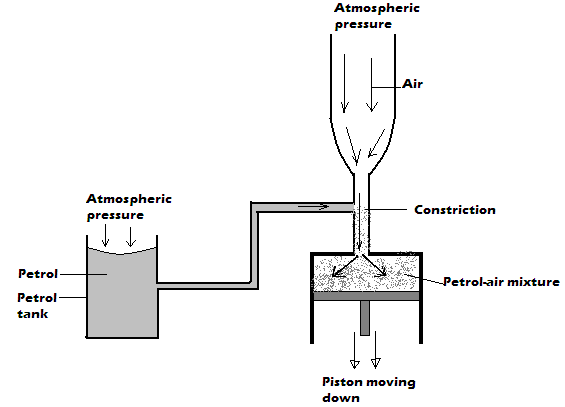 Atmospheric
pressure
Air
Atmospheric
pressure
Constriction
Petrol
Petrol-air mixture
Petrol
tank
Piston moving
down